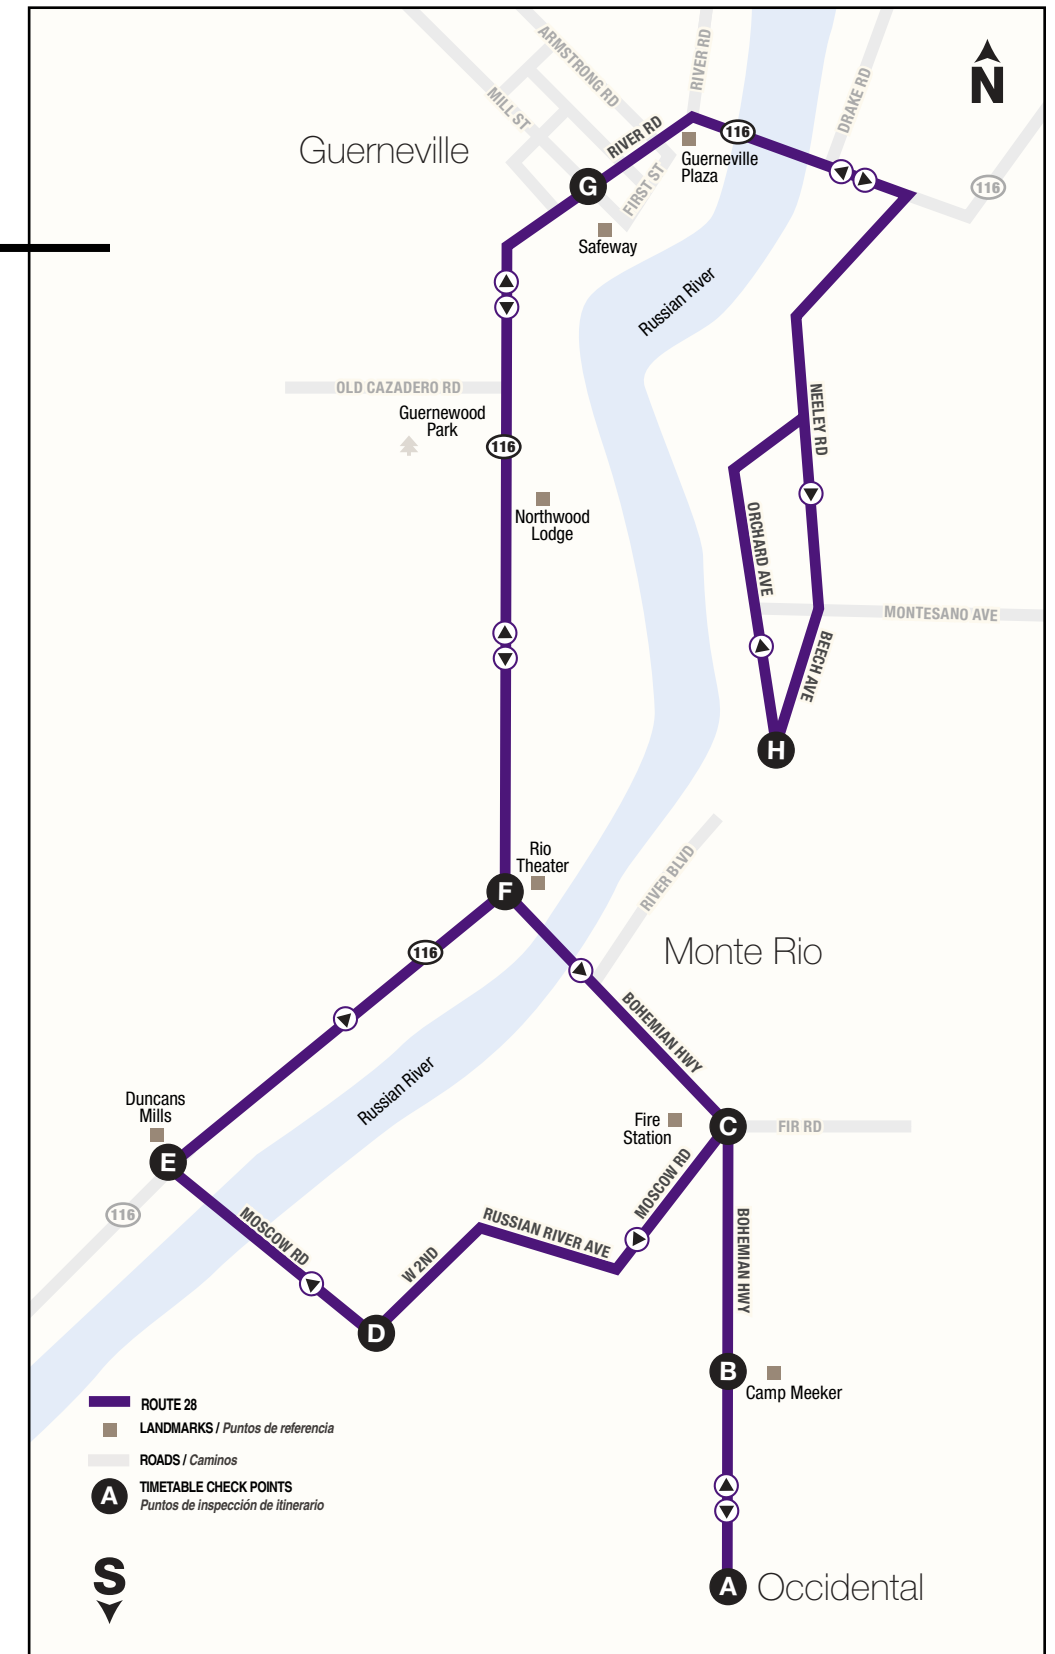 N
ARMSTRONG RD
RIVER RD
DRAKE RD
MILL ST
Guerneville
RIVER RD
116
Guerneville
Plaza
FIRST ST
116
G
Safeway
Russian River
OLD CAZADERO RD
Guernewood
Park
116
NEELEY RD
Northwood
Lodge
ORCHARD AVE
MONTESANO AVE
BEECH AVE
H
Rio
Theater
F
RIVER BLVD
116
Monte Rio
BOHEMIAN HWY
Russian River
Duncans
Mills
Fire
Station
C
FIR RD
E
MOSCOW RD
116
MOSCOW RD
RUSSIAN RIVER AVE
W 2ND
BOHEMIAN HWY
D
B
Camp Meeker
ROUTE 28
LANDMARKS / Puntos de referencia
ROADS / Caminos
A
TIMETABLE CHECK POINTS
Puntos de inspección de itinerario
S
A
Occidental